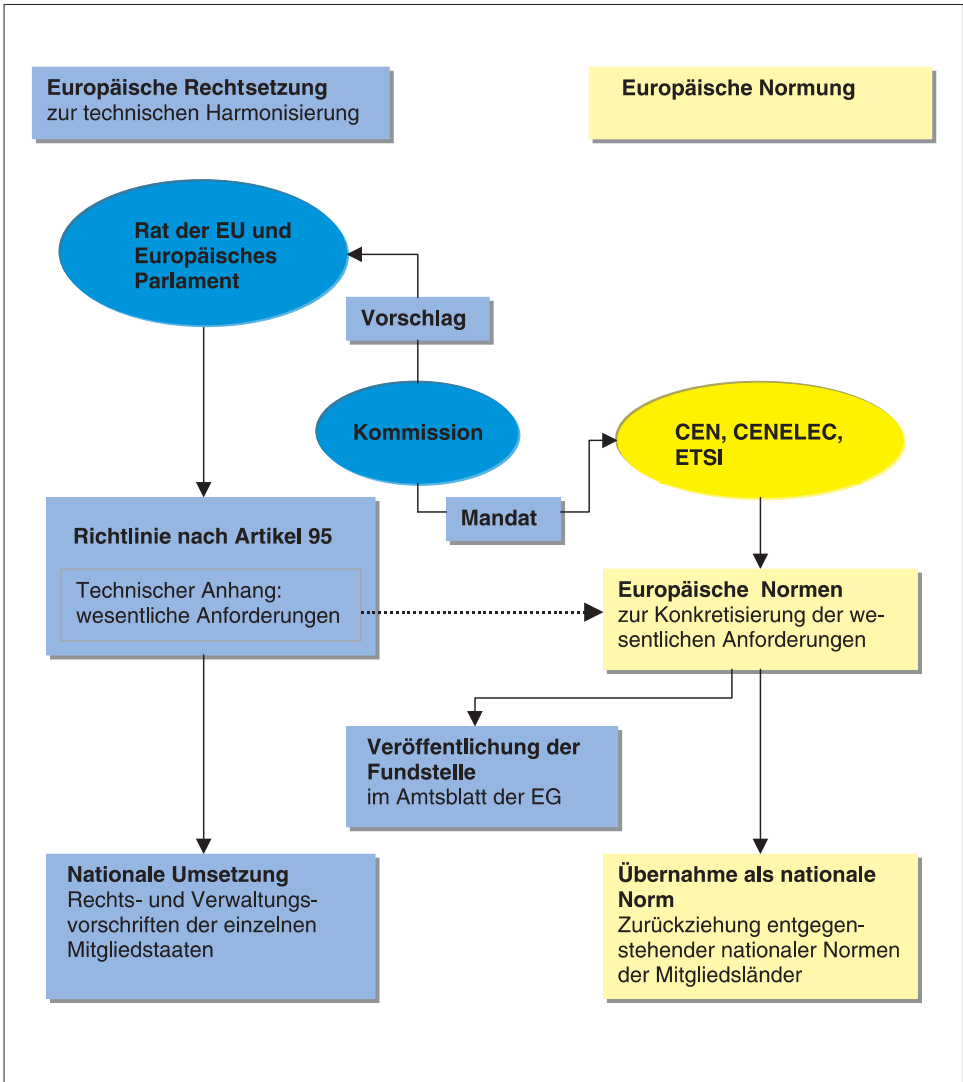 Europäische Rechtsetzung
zur technischen Harmonisierung
Europäische Normung
Rat der EU und
Europäisches
Parlament
Vorschlag
Kommission
CEN, CENELEC,
ETSI
Mandat
Richtlinie nach Artikel 95
Technischer Anhang:
wesentliche Anforderungen
Europäische Normen
zur Konkretisierung der we-
sentlichen Anforderungen
Veröffentlichung der
Fundstelle
im Amtsblatt der EG
Nationale Umsetzung
Rechts- und Verwaltungs-
vorschriften der einzelnen
Mitgliedstaaten
Übernahme als nationale
Norm
Zurückziehung entgegen-
stehender nationaler Normen
der Mitgliedsländer